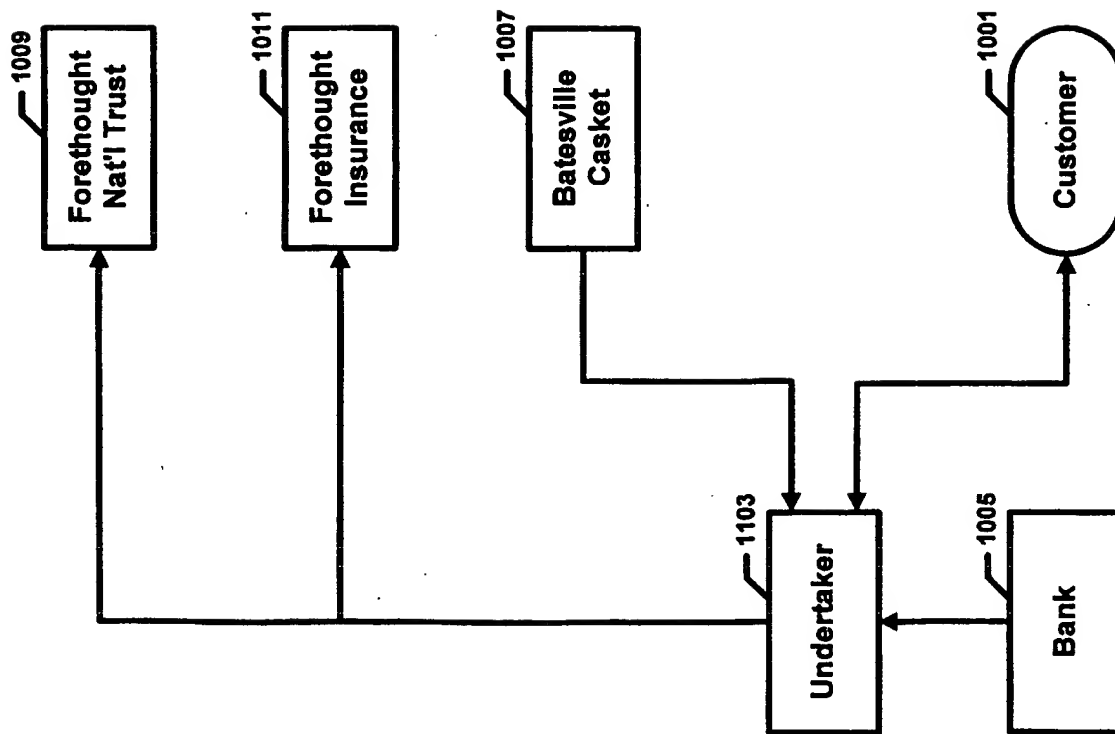 1009
Forethought
Nat'l Trust
1011
Forethought
Insurance
1007
Batesville
Casket
1001
Customer
1103
Undertaker
1005
Bank